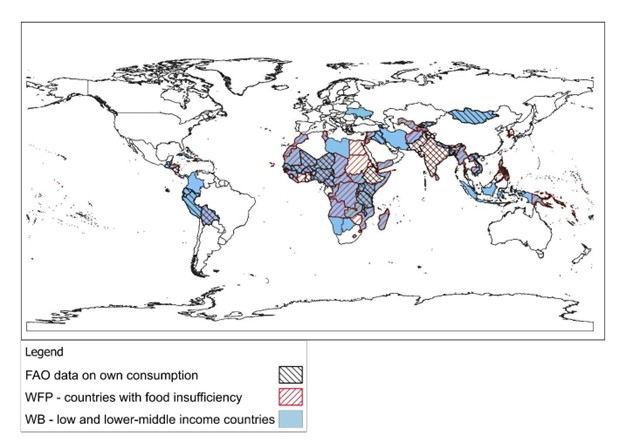 Legend
FAO data on own consumption
WFP - countries with food insufficiency
WB - low and lower-middle income countries